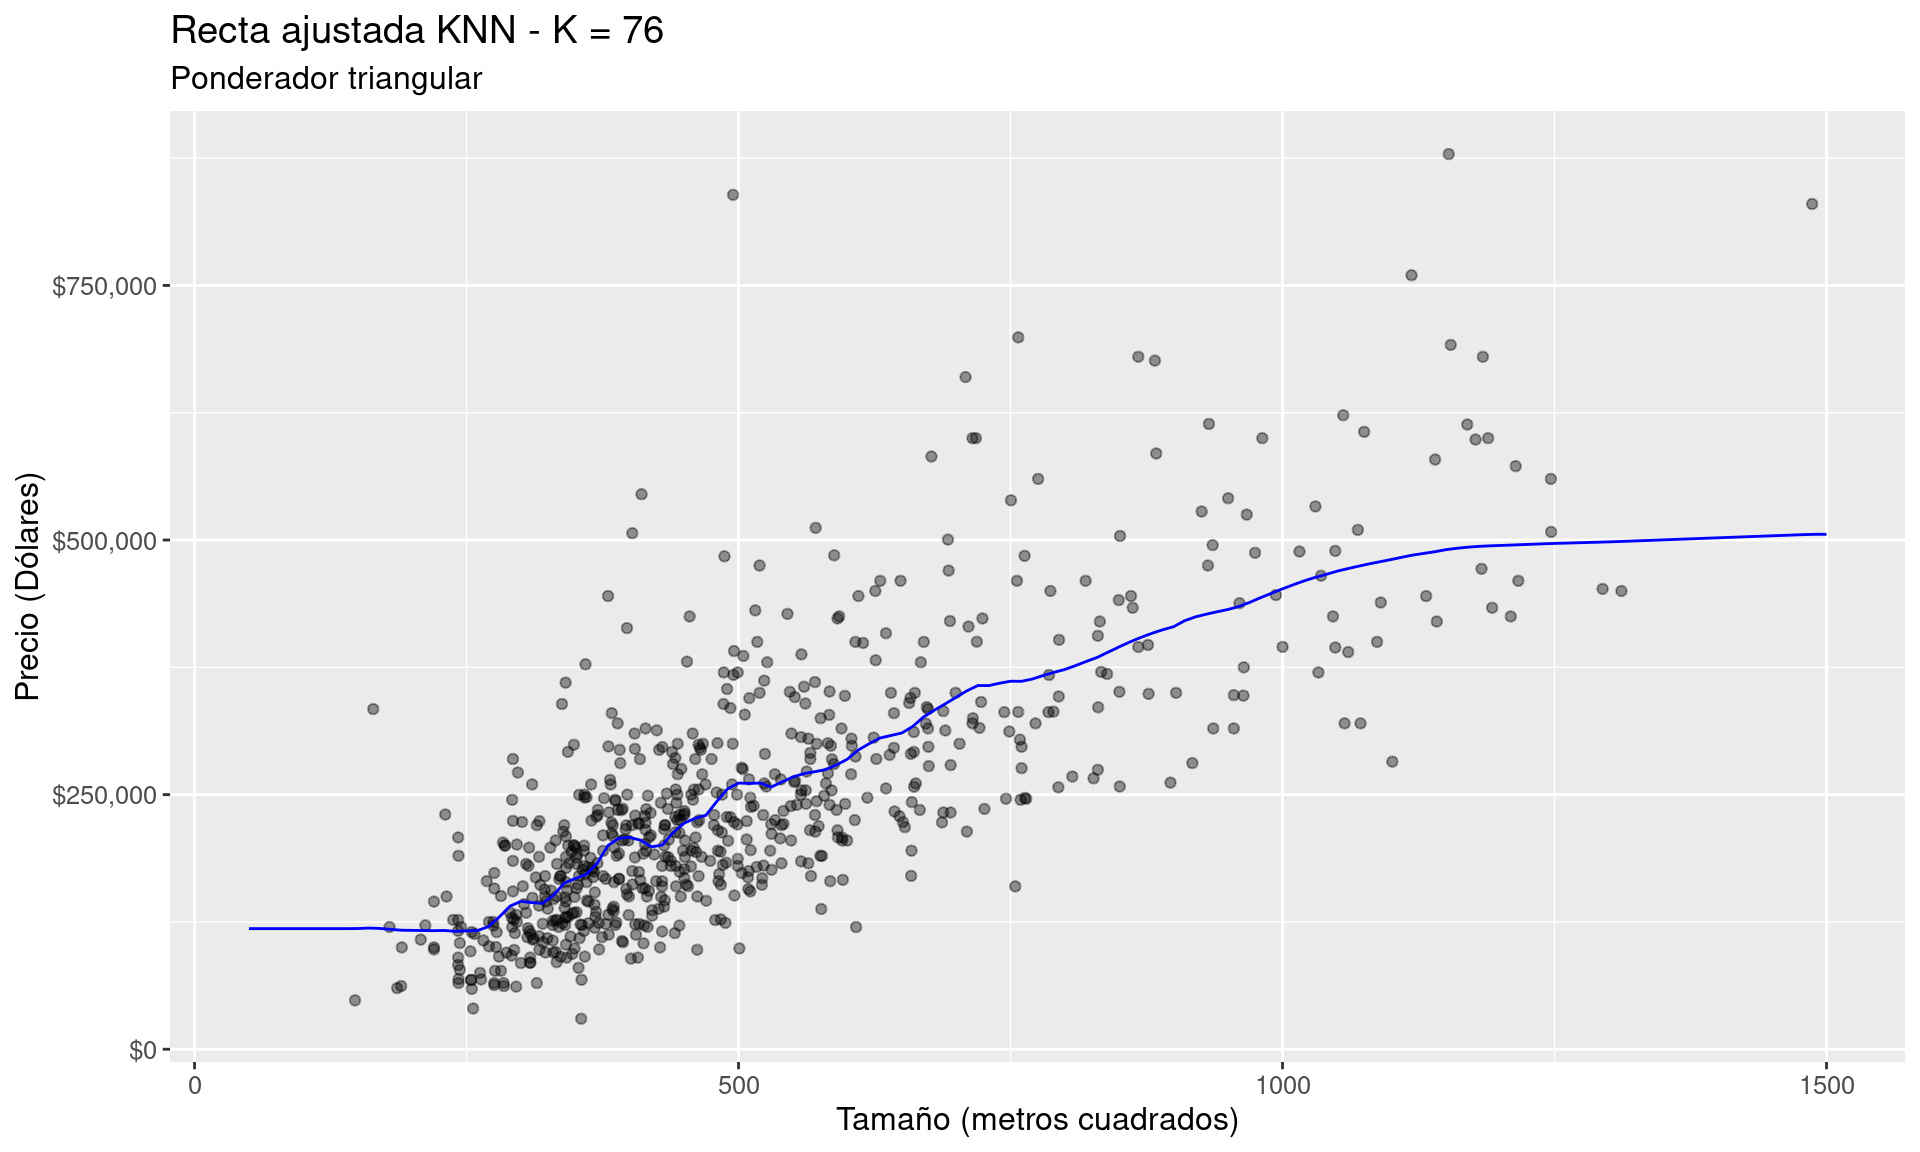 Recta ajustada KNN - K = 76
Ponderador triangular
Precio (Dólares)
$750,000
$500,000
$250,000
$0
0
500
1000
1500
Tamaño (metros cuadrados)